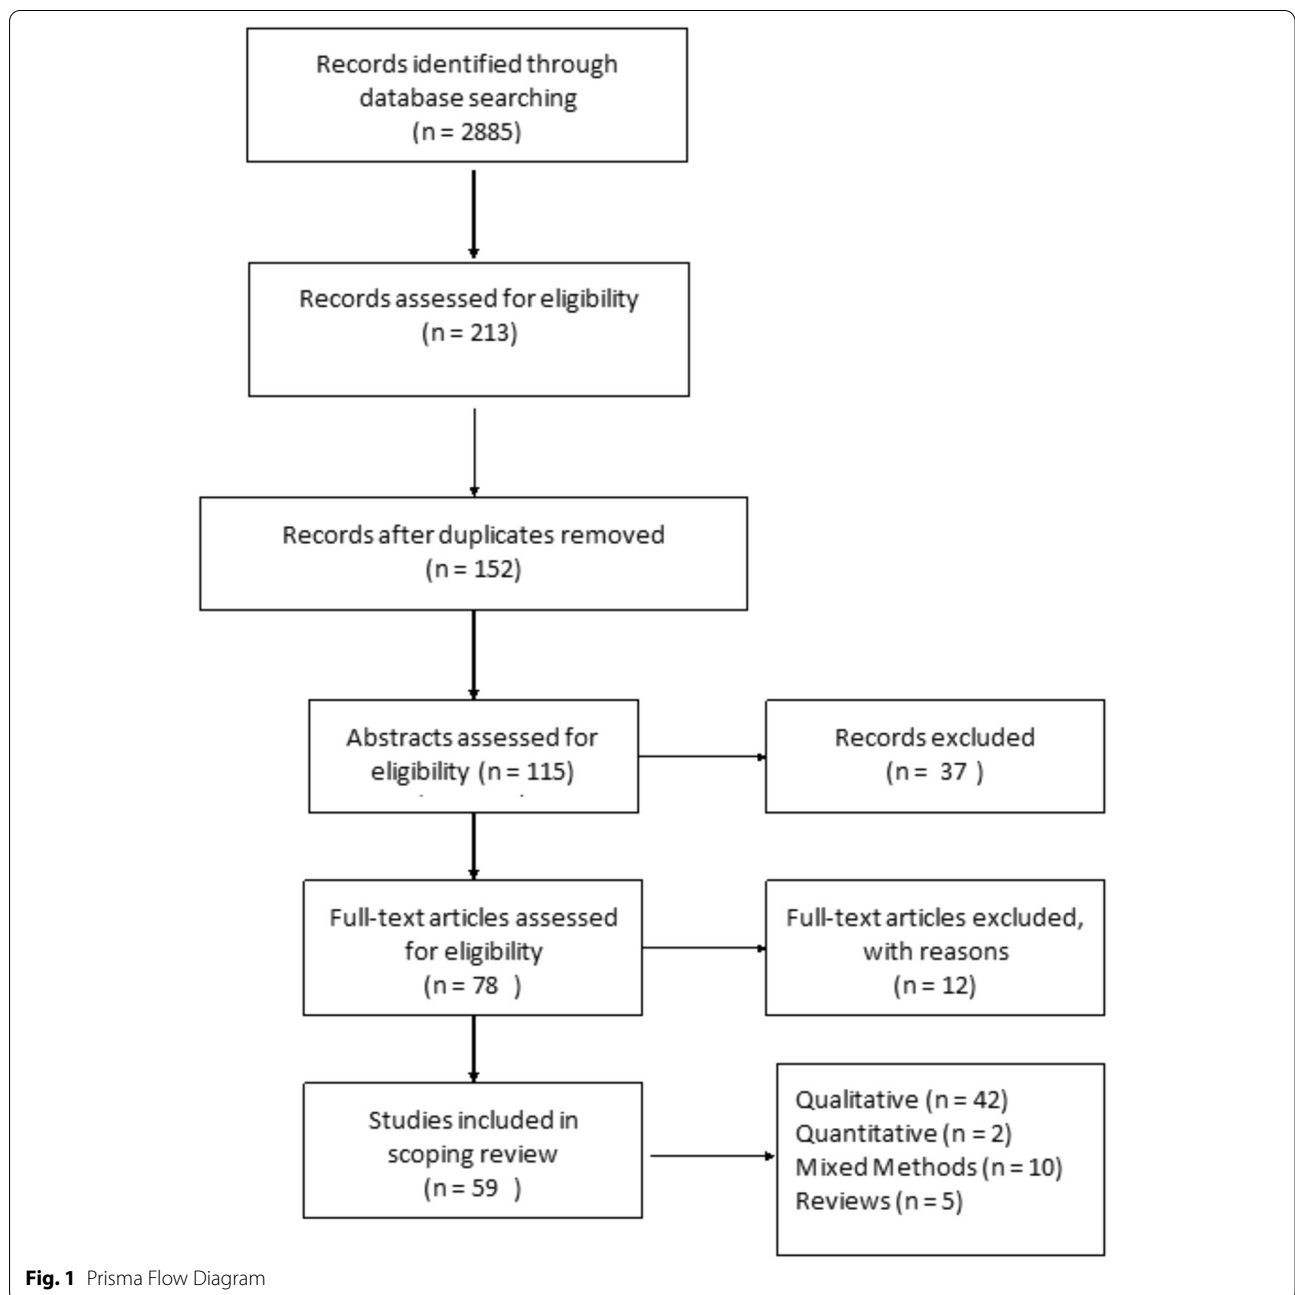 Records identified through
database searching
(n = 2885)
Records assessed for eligibility
(n = 213)
Records after duplicates removed
(n = 152)
Abstracts assessed for
eligibility (n = 115)
Records excluded
(n =  37  )
Full-text articles assessed
for eligibility
(n = 78   )
Full-text articles excluded,
with reasons
(n = 12)
Studies included in
scoping review
(n = 59   )
Qualitative (n = 42)
Quantitative (n = 2)
Mixed Methods (n = 10)
Reviews (n = 5)
Fig. 1 Prisma Flow Diagram